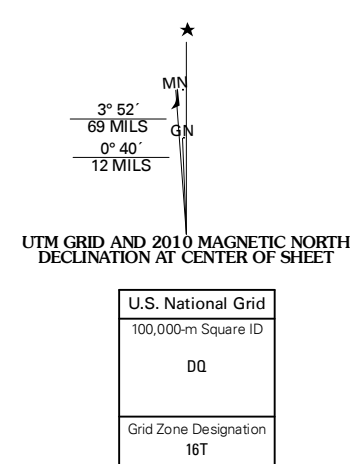 ★
MN
3° 52´
69 MILS
GN
0° 40´
12 MILS
UTM GRID AND 2010 MAGNETIC NORTH
DECLINATION AT CENTER OF SHEET
U.S. National Grid
100,000-m Square ID
DQ
Grid Zone Designation
16T